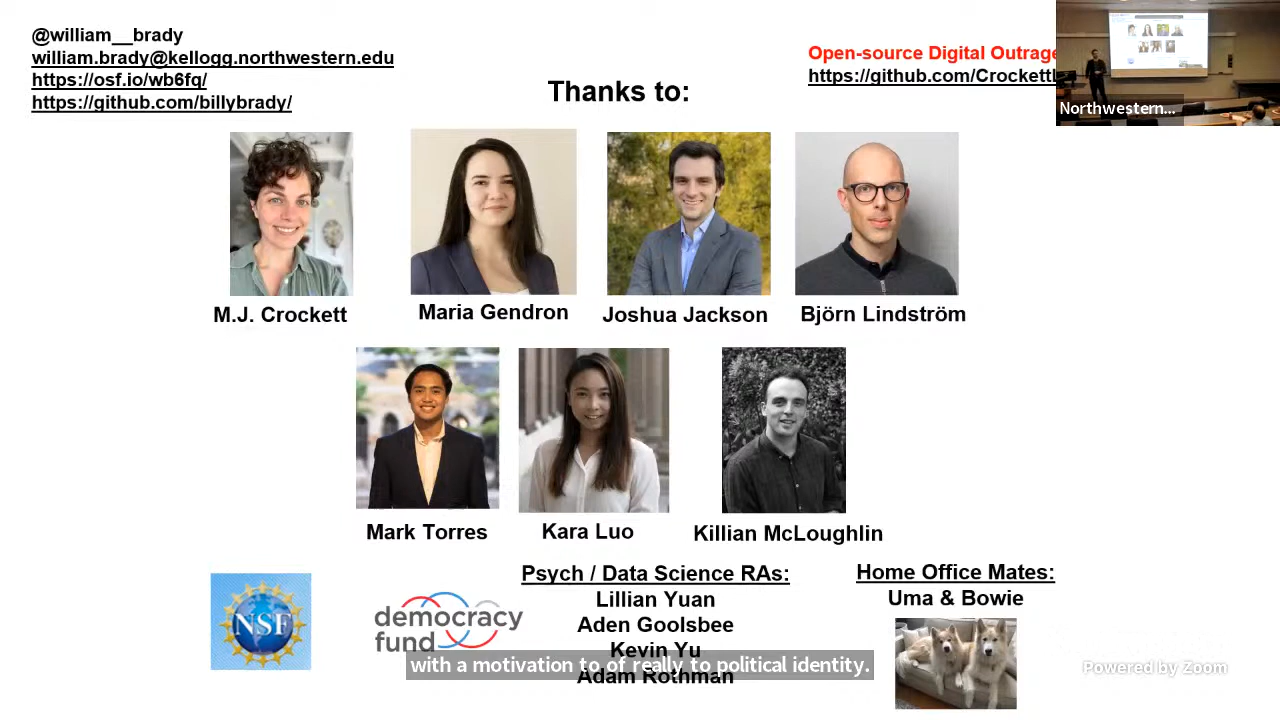 @william__brady
william.brady@kellogg.northwestern.edu
https://osf.io/wb6fq/
https://github.com/billybrady/
Open-source Digital Outrage
https://github.com/Crockettl
Thanks to:
Northwestern...
M.J. Crockett
Maria Gendron
Joshua Jackson
Björn Lindström
Mark Torres
Kara Luo
Killian McLoughlin
NSF
democracy
fund
Psych / Data Science RAs:
Lillian Yuan
Aden Goolsbee
Kevin Yu
Adam Rothman
Home Office Mates:
Uma & Bowie
with a motivation to of really to political identity.
Powered by Zoom